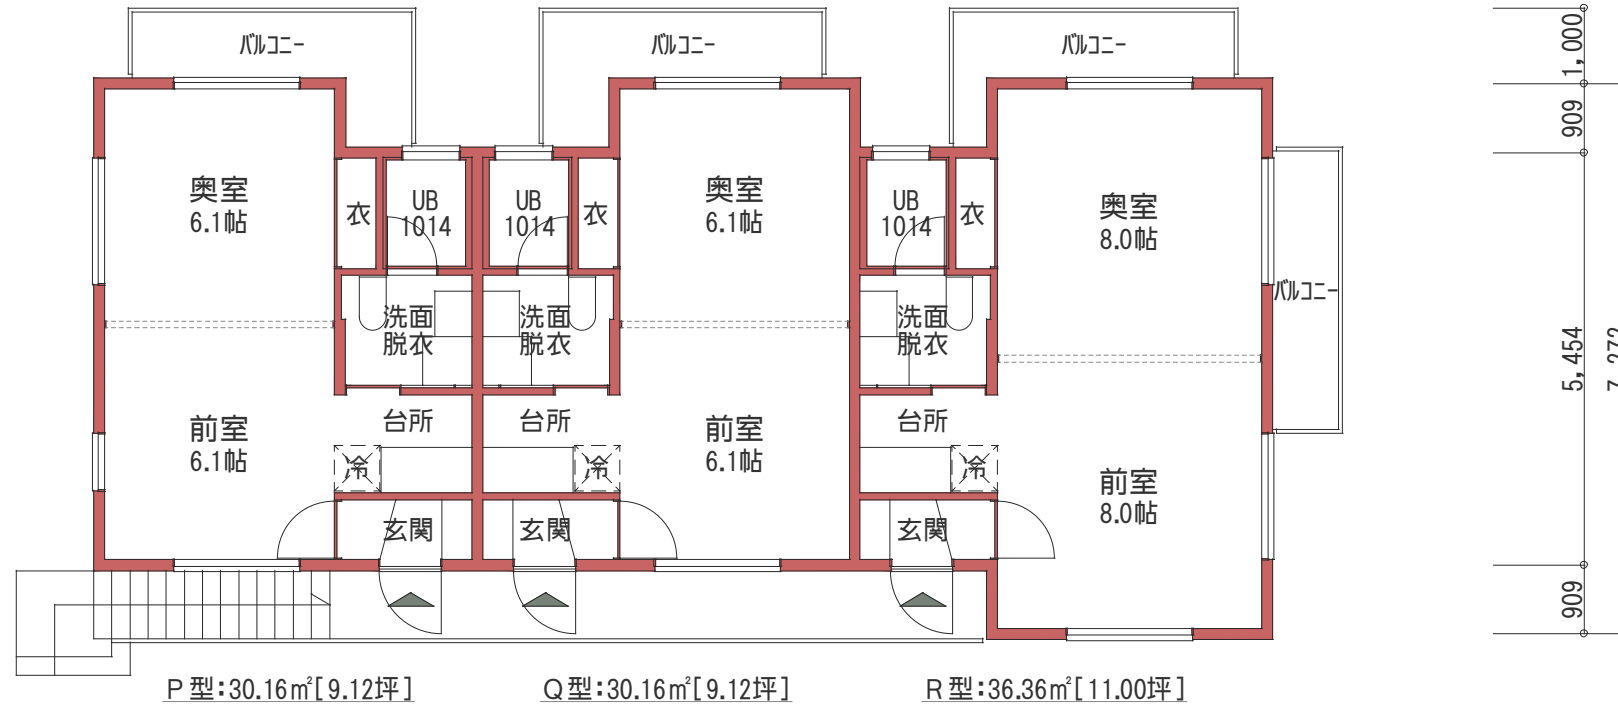 バルコニー
バルコニー
バルコニー
1,000
909
奥室
6.1帖
衣
UB
1014
UB
1014
衣
奥室
6.1帖
UB
1014
衣
奥室
8.0帖
バルコニー
洗面
脱衣
洗面
脱衣
洗面
脱衣
5,454
前室
6.1帖
台所
冷
台所
冷
前室
6.1帖
台所
冷
前室
8.0帖
玄関
玄関
玄関
909
P型:30.16㎡[9.12坪]
Q型:30.16㎡[9.12坪]
R型:36.36㎡[11.00坪]